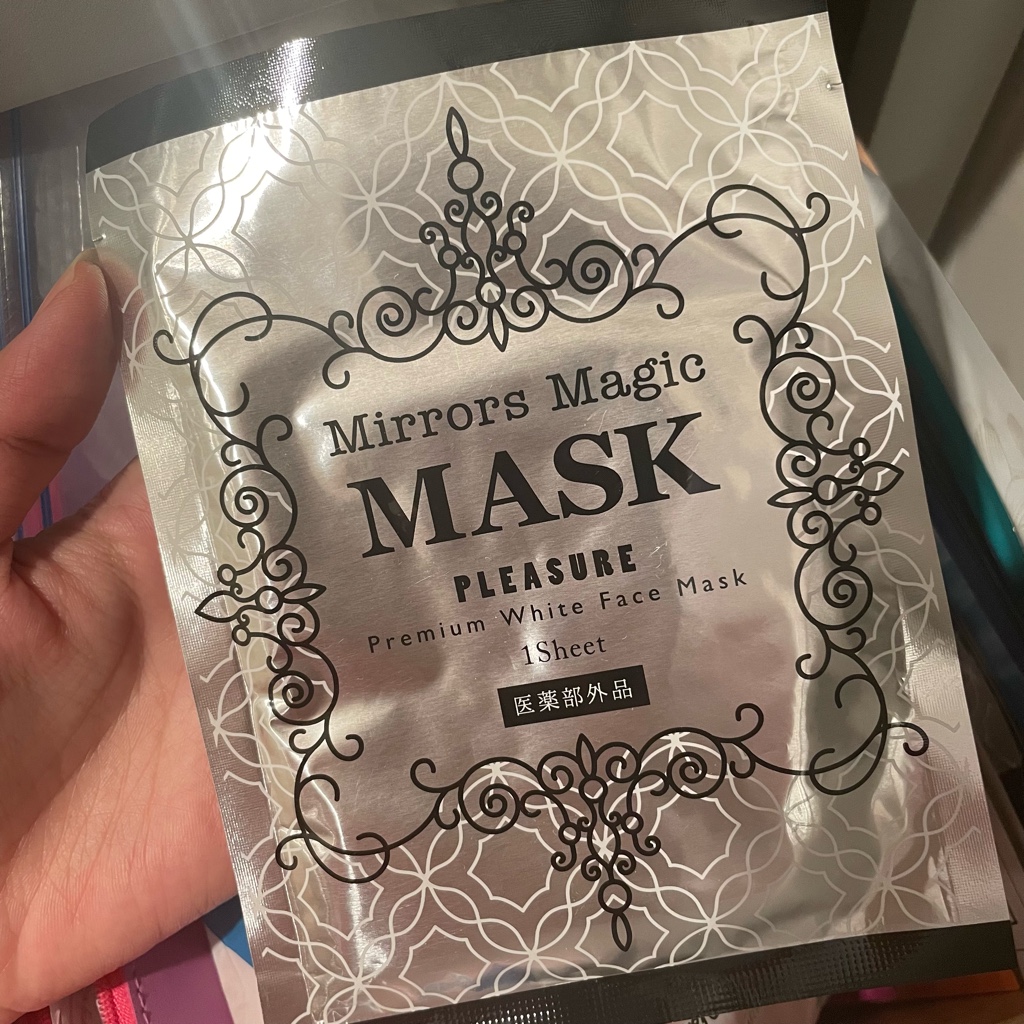 Mirrors Magic
MASK
PLEASURE
Premium White Face Mask
1Sheet
医薬部外品